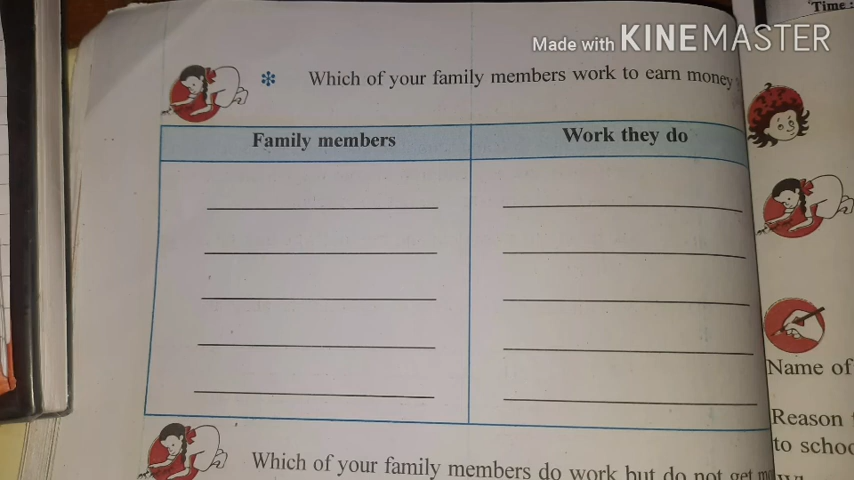 Time :
Made with KINEMASTER
Which of your family members work to earn money
Family members
Work they do
Name of
Reason
to schoo
Which of your family members do work but do not get